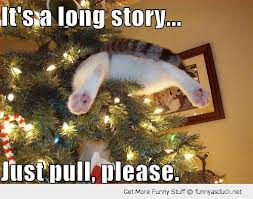 It's a long story...
Just pull, please.
Get More Funny Stuff @ funnyasduck.net